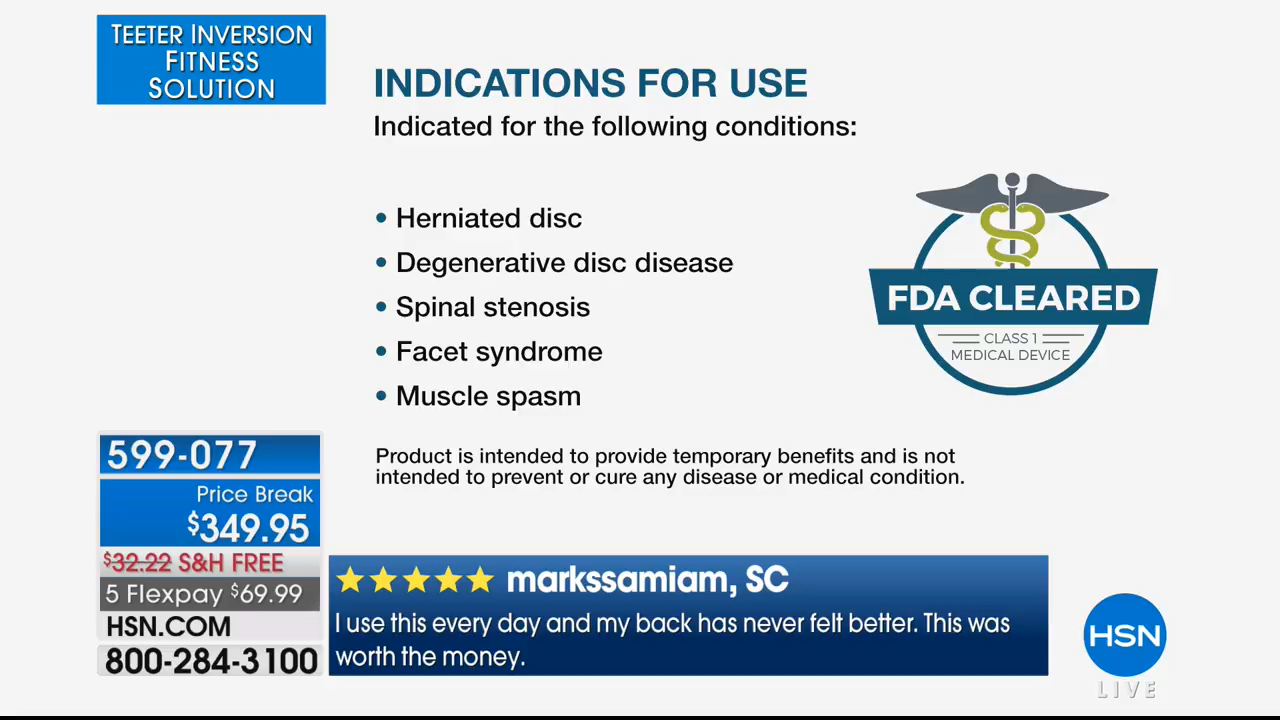 TEETER INVERSION
FITNESS
SOLUTION
INDICATIONS FOR USE
Indicated for the following conditions:
• Herniated disc
• Degenerative disc disease
• Spinal stenosis
• Facet syndrome
• Muscle spasm
FDA CLEARED
CLASS 1
MEDICAL DEVICE
Product is intended to provide temporary benefits and is not
intended to prevent or cure any disease or medical condition.
599-077
Price Break
$349.95
$32.22 S&H FREE
5 Flexpay $69.99
HSN.COM
800-284-3100
markssamiam, SC
I use this every day and my back has never felt better. This was
worth the money.
HSN
LIVE